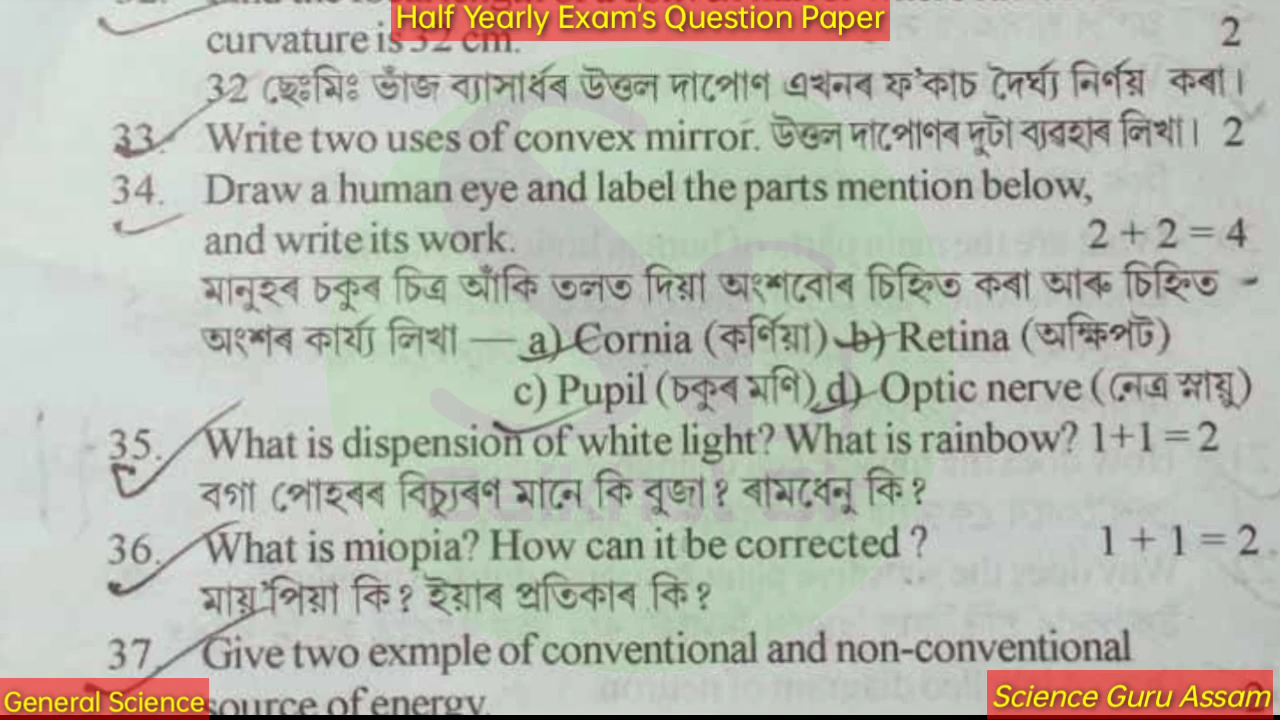 Half Yearly Exam's Question Paper
curvature is 32 cm. 2
32 ছেঃমিঃ ভাঁজ ব্যাসাৰ্ধৰ উত্তল দাপোণ এখনৰ ফ'কাচ দৈৰ্ঘ্য নিৰ্ণয় কৰা।
33. Write two uses of convex mirror. উত্তল দাপোণৰ দুটা ব্যৱহাৰ লিখা। 2
34. Draw a human eye and label the parts mention below,
and write its work. 2 + 2 = 4
মানুহৰ চকুৰ চিত্ৰ আঁকি তলত দিয়া অংশবোৰ চিহ্নিত কৰা আৰু চিহ্নিত -
অংশৰ কাৰ্য্য লিখা — a) Cornia (কৰ্ণিয়া) b) Retina (অক্ষিপট)
c) Pupil (চকুৰ মণি) d) Optic nerve ((নেত্ৰ স্নায়ু)
35. What is dispension of white light? What is rainbow? 1+1 = 2
বগা পোহৰৰ বিচ্যুৰণ মানে কি বুজা? ৰামধেনু কি?
36. What is miopia? How can it be corrected ? 1 + 1 = 2
মায়'পিয়া কি? ইয়াৰ প্ৰতিকাৰ কি?
37. Give two exmple of conventional and non-conventional
source of energy. 2
General Science
Science Guru Assam